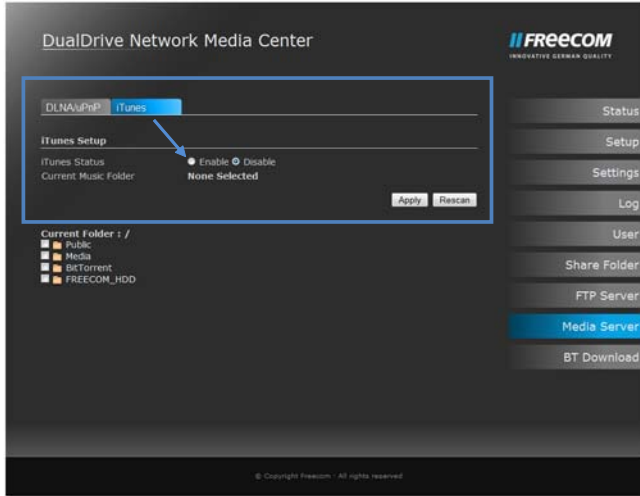 DualDrive Network Media Center
FREECOM
INNOVATIVE GERMAN QUALITY
DLNA/uPnP iTunes
iTunes Setup
iTunes Status Enable Disable
Current Music Folder None Selected
Apply Rescan
Current Folder : /
Public
Media
BitTorrent
FREECOM_HDD
Status
Setup
Settings
Log
User
Share Folder
FTP Server
Media Server
BT Download
© Copyright Freecom - All rights reserved